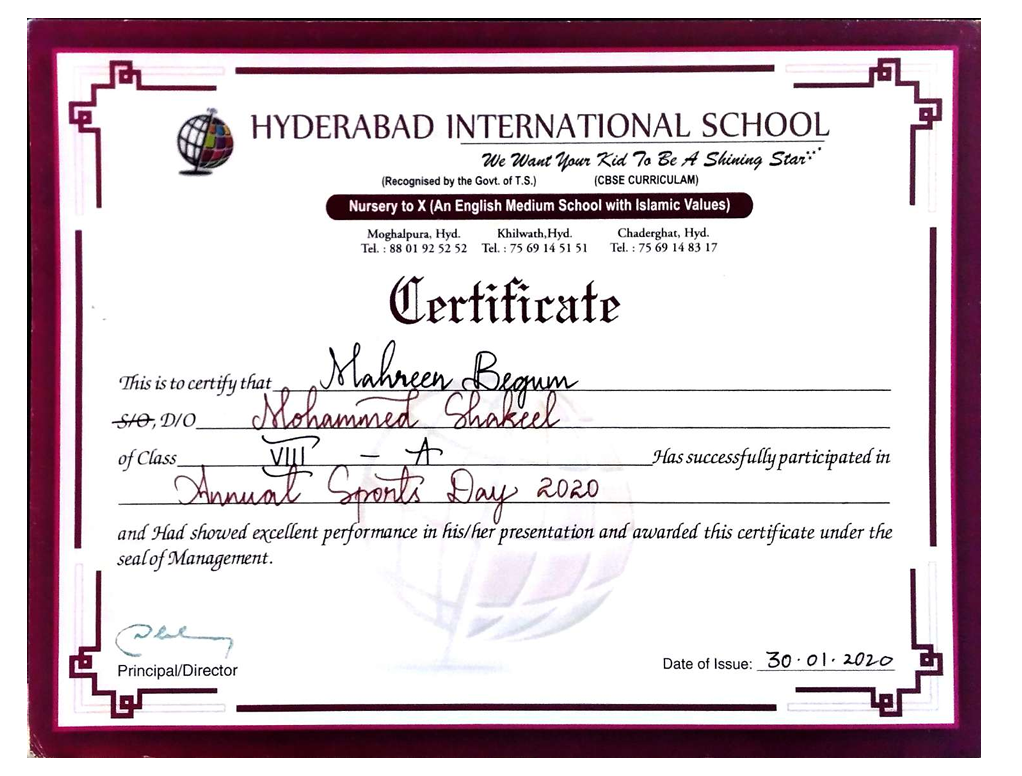 HYDERABAD INTERNATIONAL SCHOOL
We Want Your Kid To Be A Shining Star
(Recognised by the Govt. of T.S.) (CBSE CURRICULAM)
Nursery to X (An English Medium School with Islamic Values)
Moghalpura, Hyd. Khilwath,Hyd. Chaderghat, Hyd.
Tel. : 88 01 92 52 52 Tel. : 75 69 14 51 51 Tel. : 75 69 14 83 17
Certificate
This is to certify that Mahreen Begum
S/O, D/O Mohammed Shakeel
of Class VIII - A Has successfully participated in
Annual Sports Day 2020
and Had showed excellent performance in his/her presentation and awarded this certificate under the
seal of Management.
Principal/Director
Date of Issue: 30.01.2020